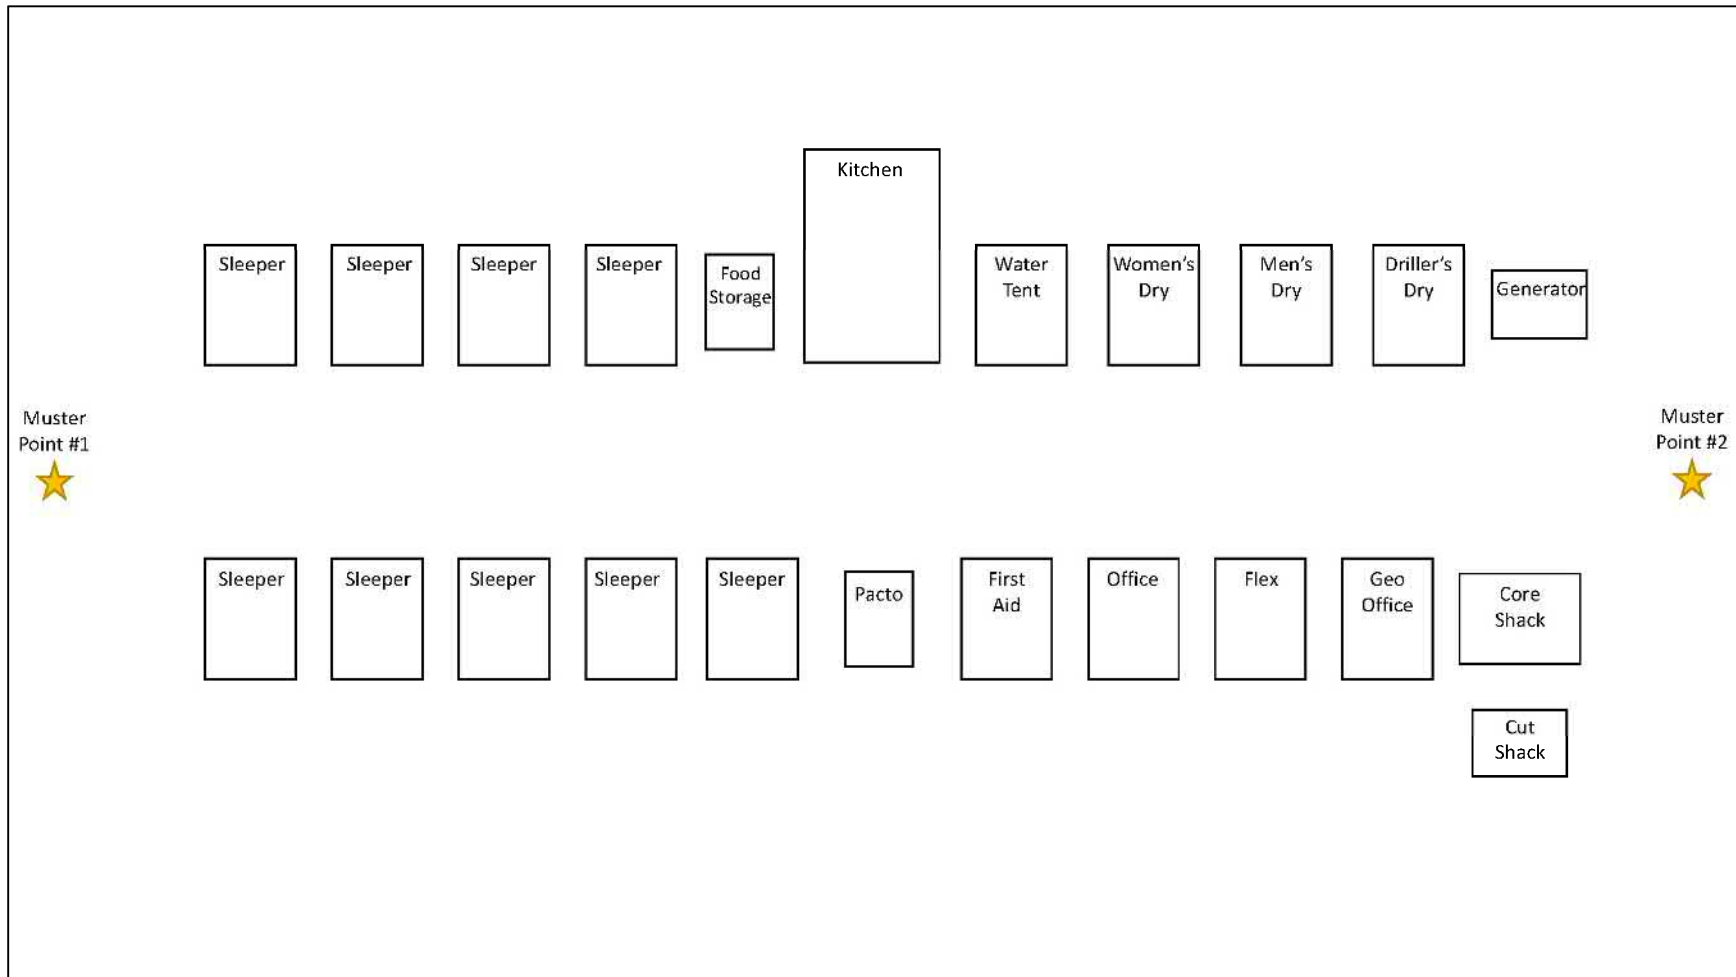 Kitchen
Sleeper
Sleeper
Sleeper
Sleeper
Food
Storage
Water
Tent
Women's
Dry
Men's
Dry
Driller's
Dry
Generator
Muster
Point #1
Muster
Point #2
Sleeper
Sleeper
Sleeper
Sleeper
Sleeper
Pacto
First
Aid
Office
Flex
Geo
Office
Core
Shack
Cut
Shack